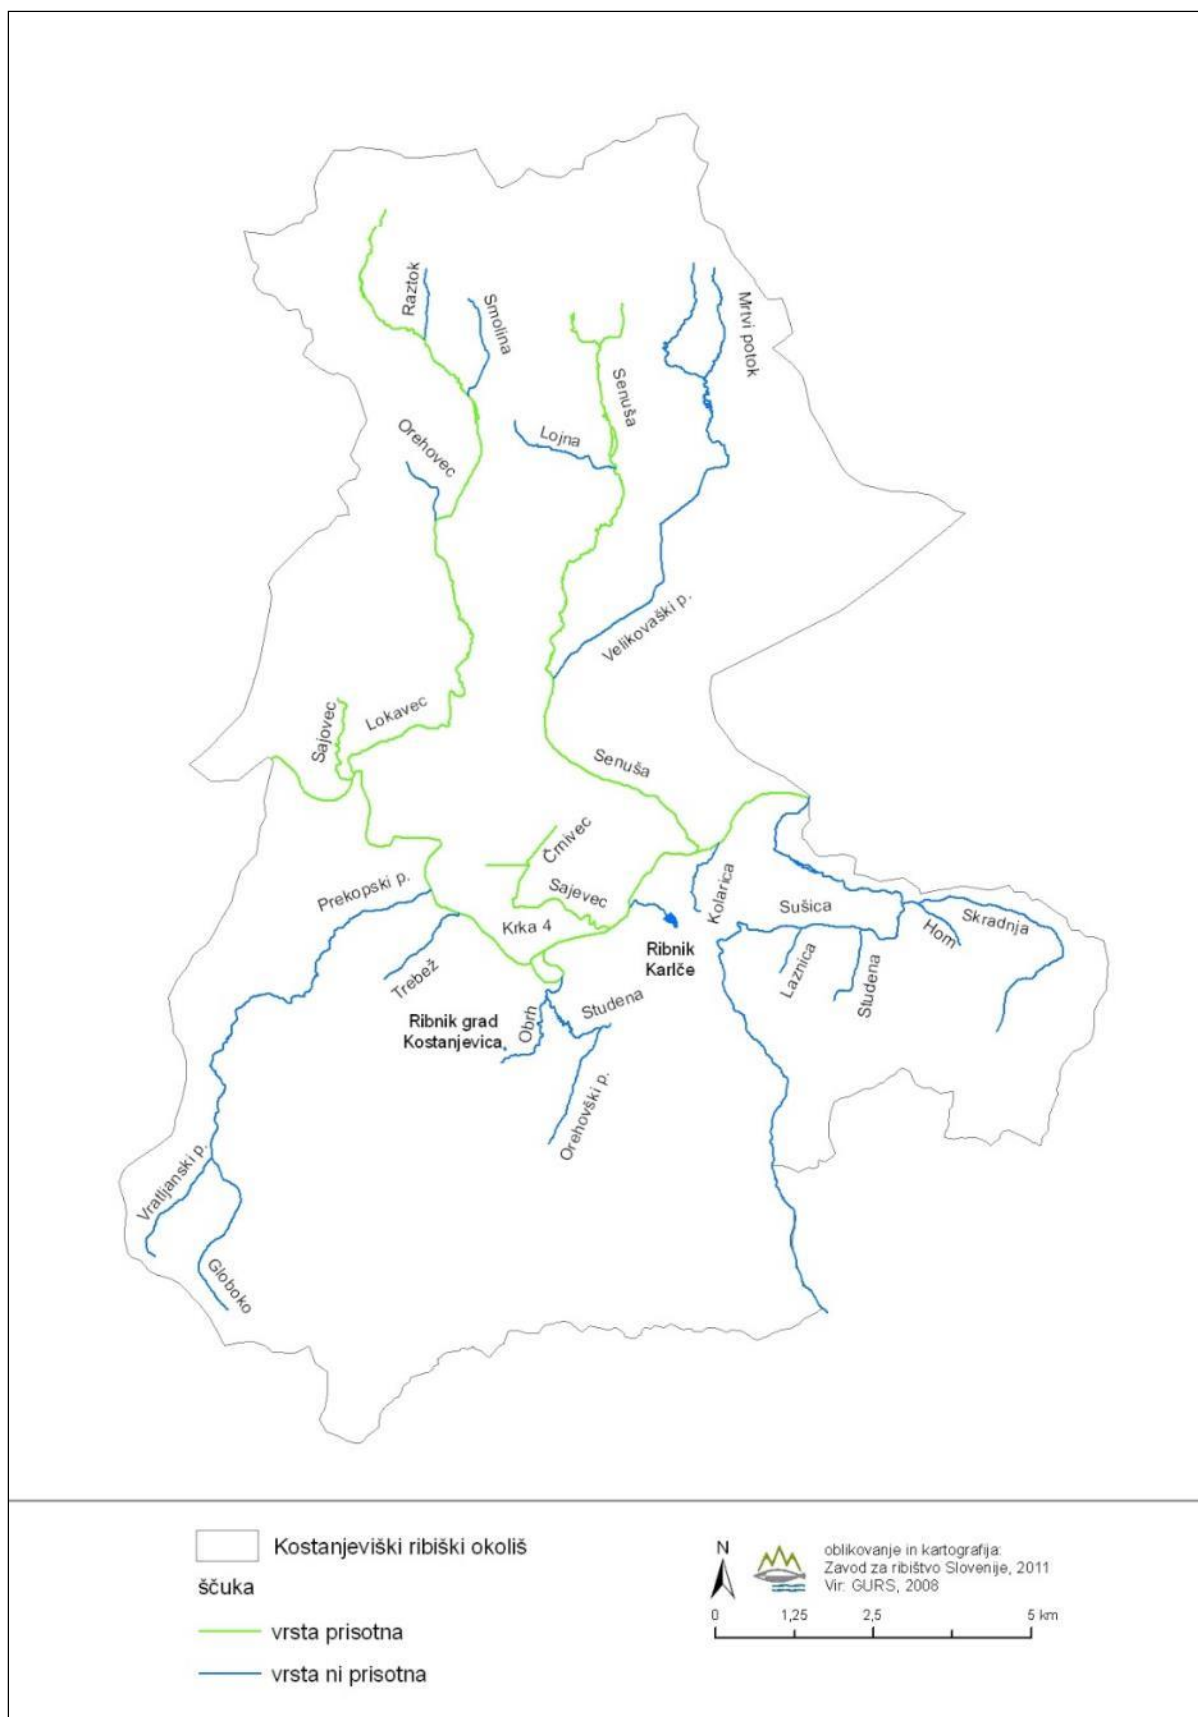 Raztok
Smolina
Mrtvi potok
Senuša
Orehovec
Lojna
Velikovaški p.
Sajovec
Lokavec
Senuša
Črnivec
Prekopski p.
Sajevec
Kolarica
Sušica
Skradnja
Hom
Krka 4
Ribnik
Karlče
Trebež
Laznica
Studena
Studena
Ribnik grad
Kostanjevica
Obrh
Orehovški p.
Vratljanski p.
Globoko
Kostanjeviški ribiški okoliš
ščuka
vrsta prisotna
vrsta ni prisotna
N
oblikovanje in kartografija:
Zavod za ribištvo Slovenije, 2011
Vir: GURS, 2008
0 1,25 2,5 5 km